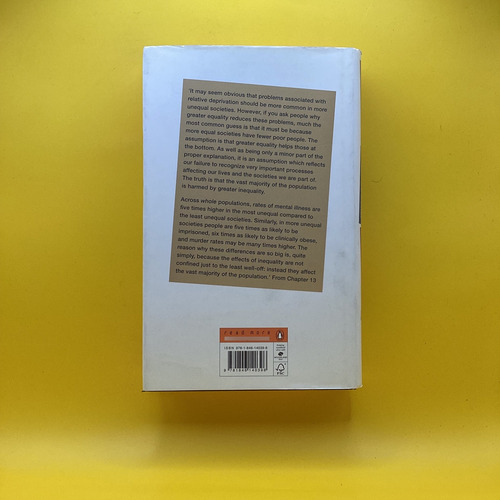 'It may seem obvious that problems associated with
relative deprivation should be more common in more
unequal societies. However, if you ask people why
greater equality reduces these problems, much the
most common guess is that it must be because
more equal societies have fewer poor people. The
assumption is that greater equality helps those at
the bottom. As well as being only a minor part of the
proper explanation, it is an assumption which reflects
our failure to recognize very important processes
affecting our lives and the societies we are part of.
The truth is that the vast majority of the population
is harmed by greater inequality.
Across whole populations, rates of mental illness are
five times higher in the most unequal compared to
the least unequal societies. Similarly, in more unequal
societies people are five times as likely to be
imprisoned, six times as likely to be clinically obese,
and murder rates may be many times higher. The
reason why these differences are so big is, quite
simply, because the effects of inequality are not
confined just to the least well-off: instead they affect
the vast majority of the population.' From Chapter 13
read more
FSC